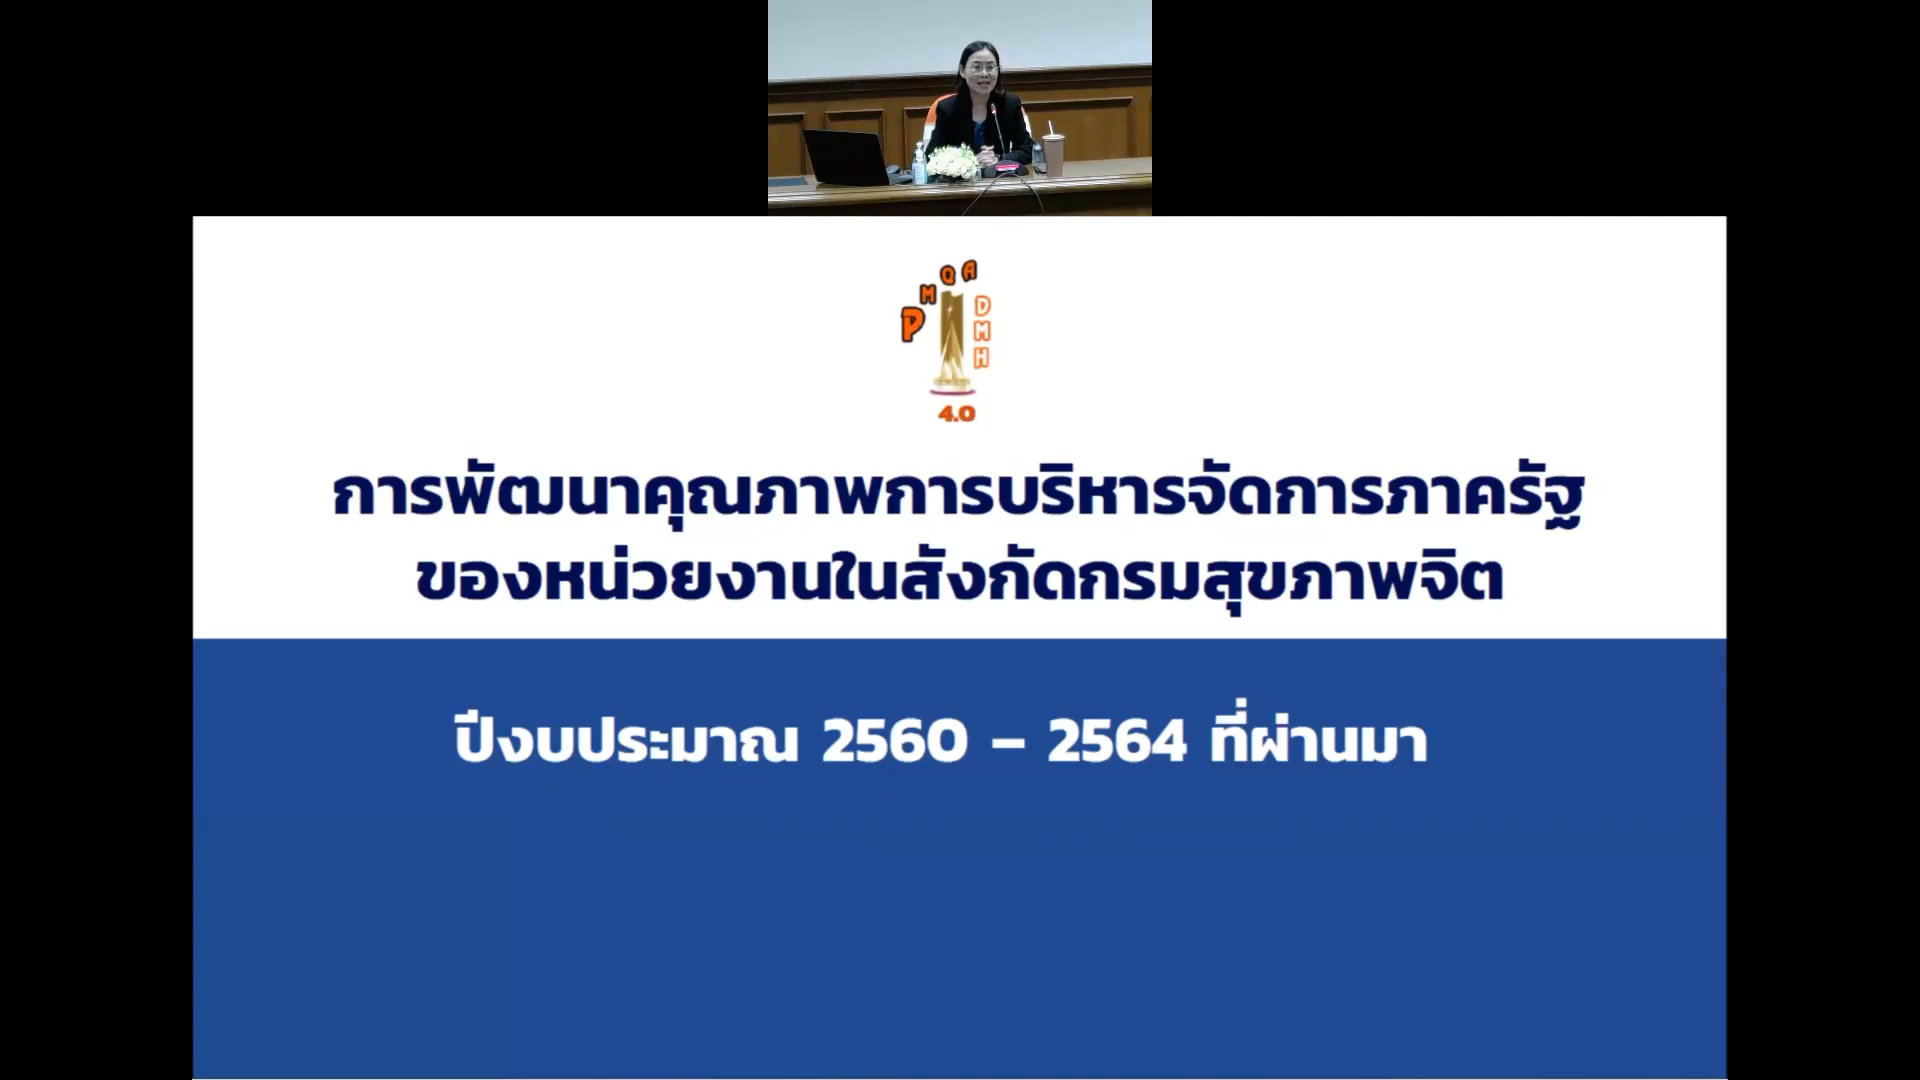 PMQA
DMH
4.0
การพัฒนาคุณภาพการบริหารจัดการภาครัฐ
ของหน่วยงานในสังกัดกรมสุขภาพจิต
ปีงบประมาณ 2560 – 2564 ที่ผ่านมา